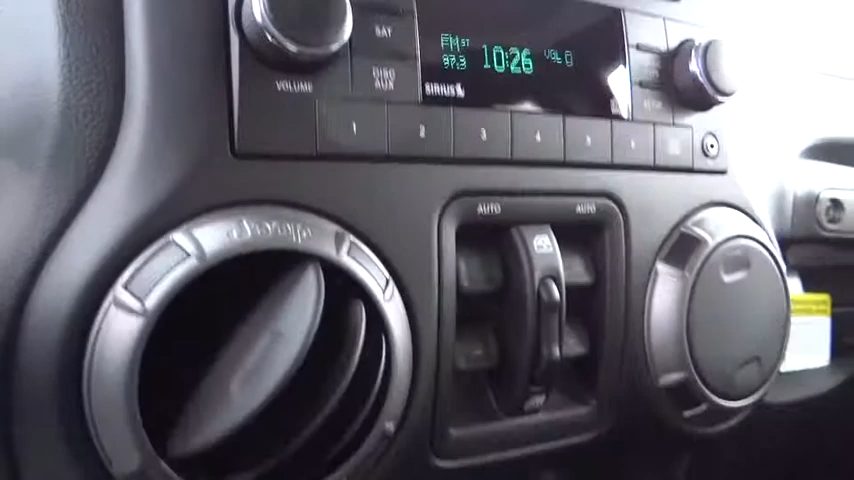 SAT
FM ST
97.3
10:26
VOL 0
DISC
AUX
VOLUME
SIRIUS
SETUP
1 2 3 4 5
AUTO AUTO
Jeep